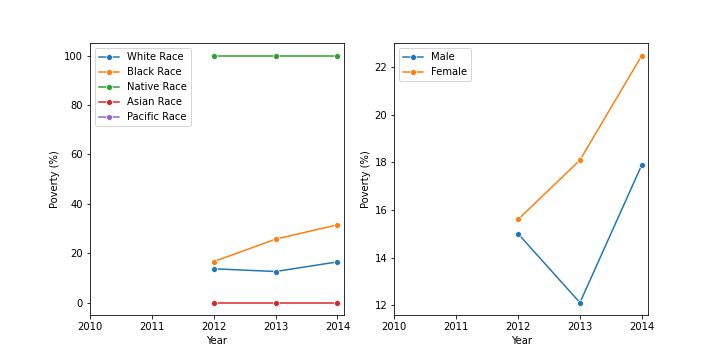 White Race
Black Race
Native Race
Asian Race
Pacific Race
100
80
60
40
20
0
Poverty (%)
2010 2011 2012 2013 2014
Year
Male
Female
22
20
18
16
14
12
Poverty (%)
2010 2011 2012 2013 2014
Year